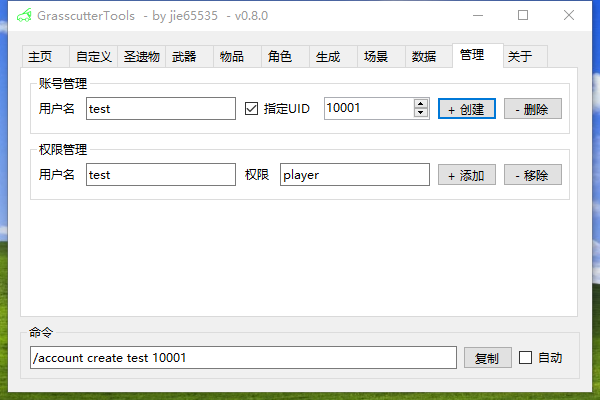 GrasscutterTools - by jie65535 - v0.8.0
主页 自定义 圣遗物 武器 物品 角色 生成 场景 数据 管理 关于
账号管理
用户名 test 指定UID 10001 + 创建 - 删除
权限管理
用户名 test 权限 player + 添加 - 移除
命令
/account create test 10001 复制 自动